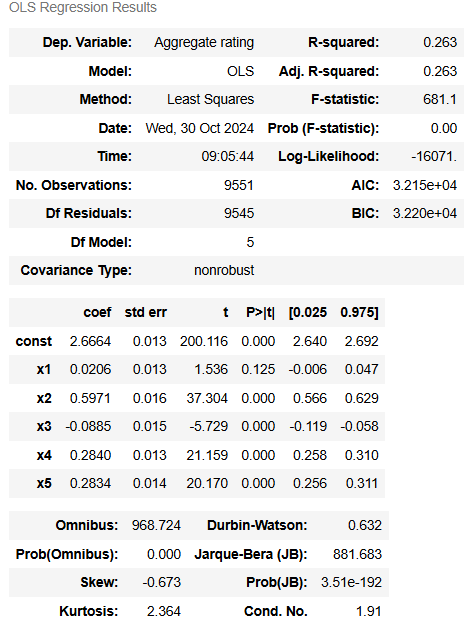 OLS Regression Results
Dep. Variable: Aggregate rating R-squared: 0.263
Model: OLS Adj. R-squared: 0.263
Method: Least Squares F-statistic: 681.1
Date: Wed, 30 Oct 2024 Prob (F-statistic): 0.00
Time: 09:05:44 Log-Likelihood: -16071.
No. Observations: 9551 AIC: 3.215e+04
Df Residuals: 9545 BIC: 3.220e+04
Df Model: 5
Covariance Type: nonrobust
coef std err t P>|t| [0.025 0.975]
const 2.6664 0.013 200.116 0.000 2.640 2.692
x1 0.0206 0.013 1.536 0.125 -0.006 0.047
x2 0.5971 0.016 37.304 0.000 0.566 0.629
x3 -0.0885 0.015 -5.729 0.000 -0.119 -0.058
x4 0.2840 0.013 21.159 0.000 0.258 0.310
x5 0.2834 0.014 20.170 0.000 0.256 0.311
Omnibus: 968.724 Durbin-Watson: 0.632
Prob(Omnibus): 0.000 Jarque-Bera (JB): 881.683
Skew: -0.673 Prob(JB): 3.51e-192
Kurtosis: 2.364 Cond. No. 1.91